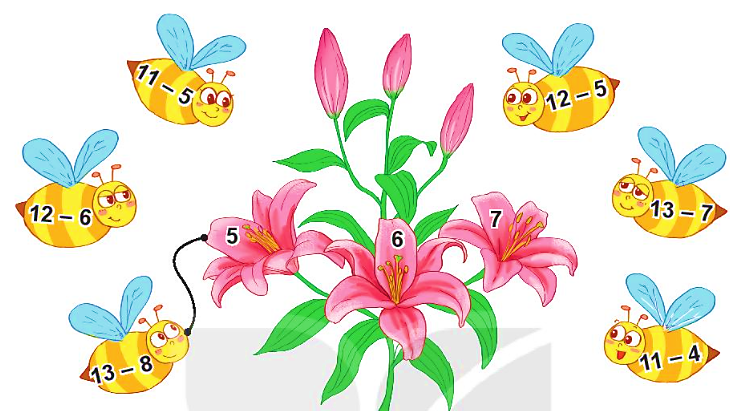 11 – 5
12 – 5
12 – 6
13 – 7
5
6
7
13 – 8
11 – 4